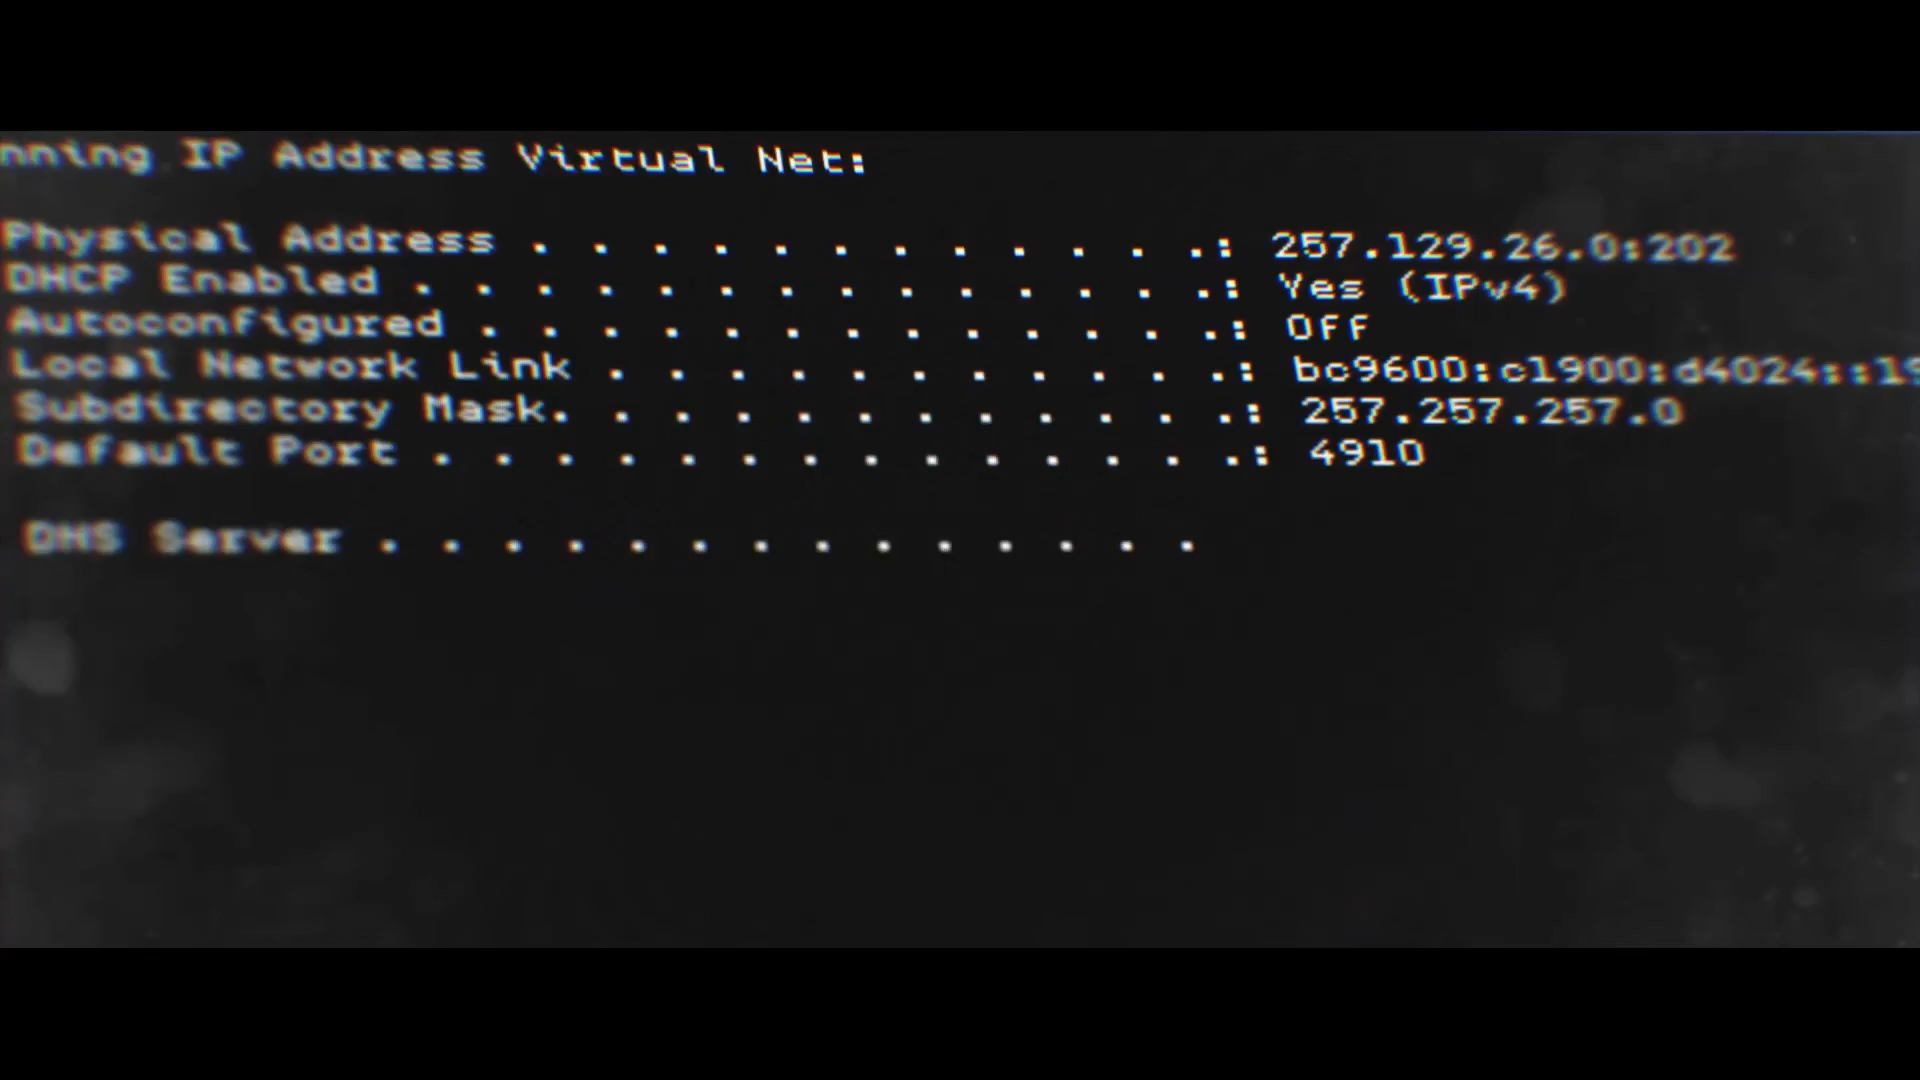 nning IP Address Virtual Net:
Physical Address . . . . . . . . . . . .: 257.129.26.0:202
DHCP Enabled . . . . . . . . . . . . . .: Yes (IPv4)
Autoconfigured . . . . . . . . . . . . .: Off
Local Network Link . . . . . . . . . . .: bc9600:c1900:d4024::19
Subdirectory Mask. . . . . . . . . . . .: 257.257.257.0
Default Port . . . . . . . . . . . . . .: 4910
DHS Server . . . . . . . . . . . . . .